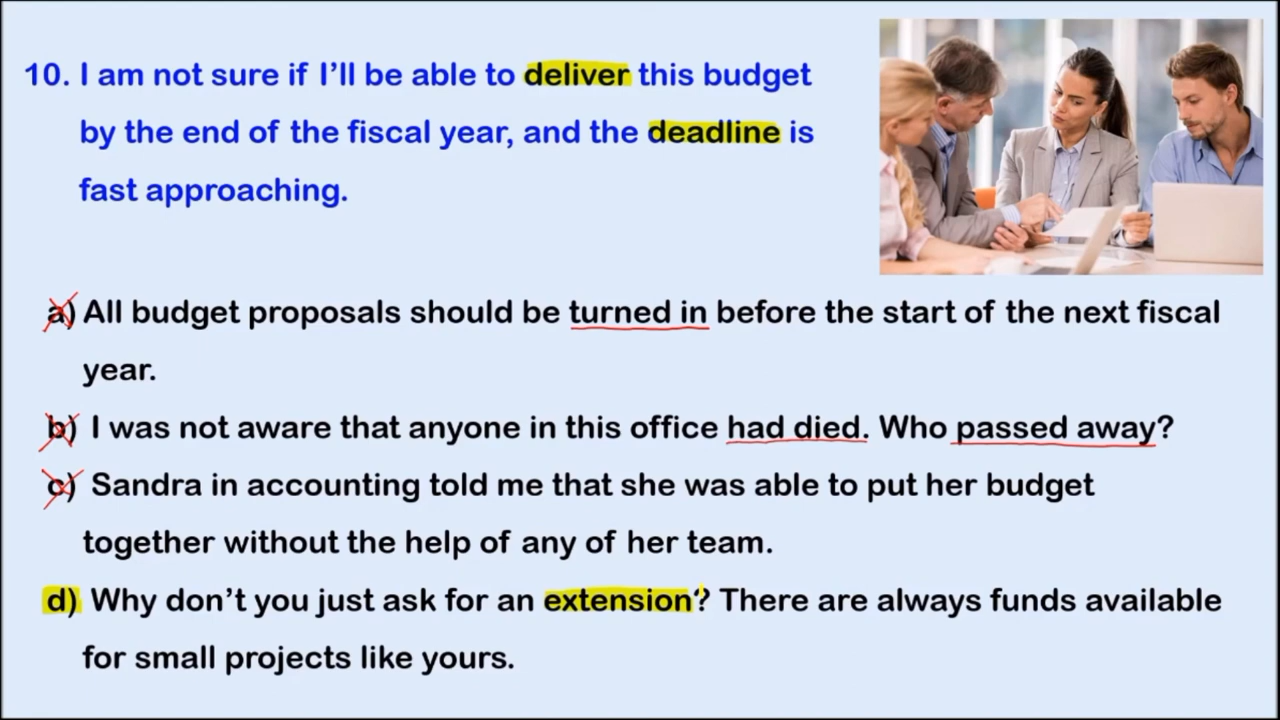 10. I am not sure if I’ll be able to deliver this budget
by the end of the fiscal year, and the deadline is
fast approaching.
a) All budget proposals should be turned in before the start of the next fiscal
year.
b) I was not aware that anyone in this office had died. Who passed away?
c) Sandra in accounting told me that she was able to put her budget
together without the help of any of her team.
d) Why don’t you just ask for an extension? There are always funds available
for small projects like yours.